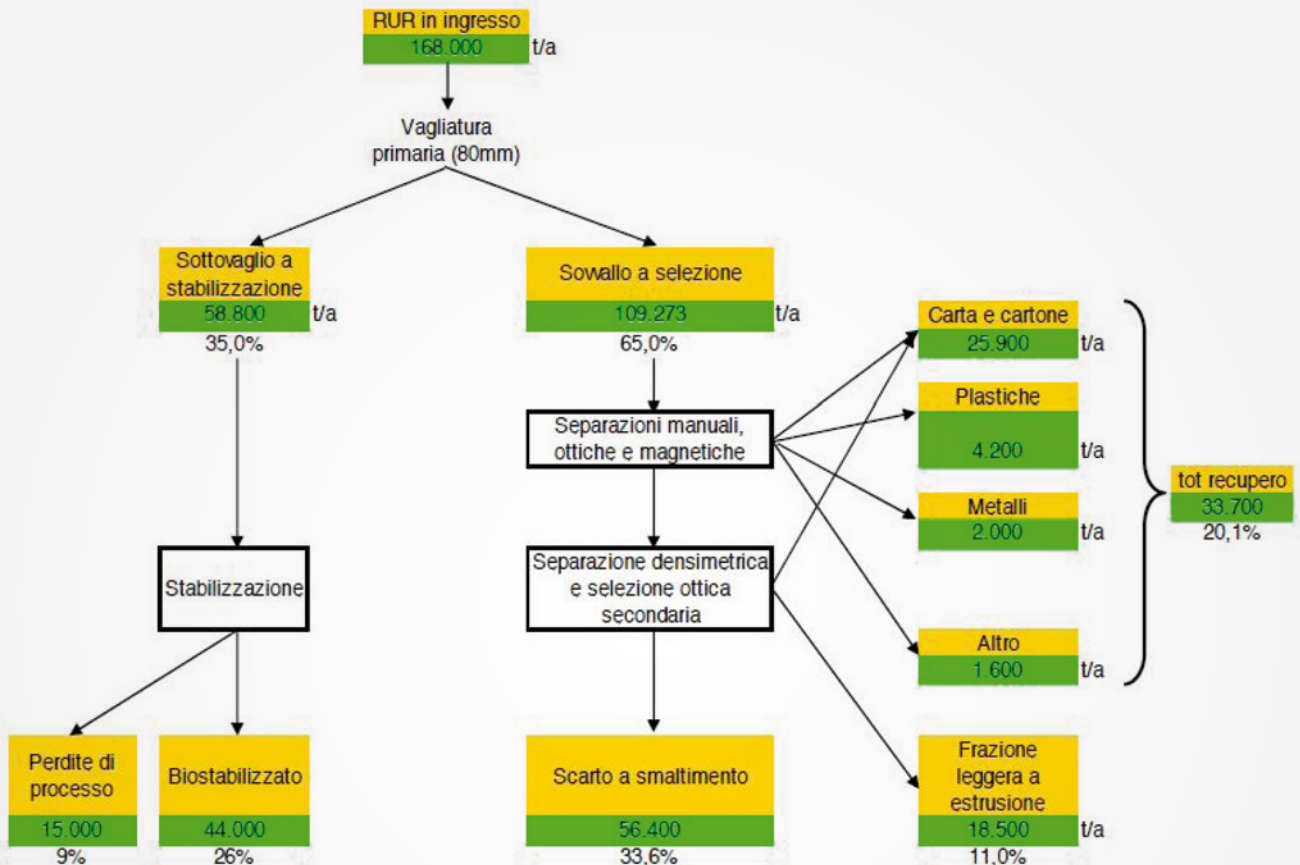 RUR in ingresso
168.000 t/a
Vagliatura
primaria (80mm)
Sottovaglio a
stabilizzazione
58.800 t/a
35,0%
Sovvallo a selezione
109.273 t/a
65,0%
Carta e cartone
25.900 t/a
Plastiche
4.200 t/a
Separazioni manuali,
ottiche e magnetiche
tot recupero
33.700
20,1%
Metalli
2.000 t/a
Stabilizzazione
Separazione densimetrica
e selezione ottica
secondaria
Altro
1.600 t/a
Perdite di
processo
15.000
9%
Biostabilizzato
44.000
26%
Scarto a smaltimento
56.400
33,6%
Frazione
leggera a
estrusione
18.500 t/a
11,0%